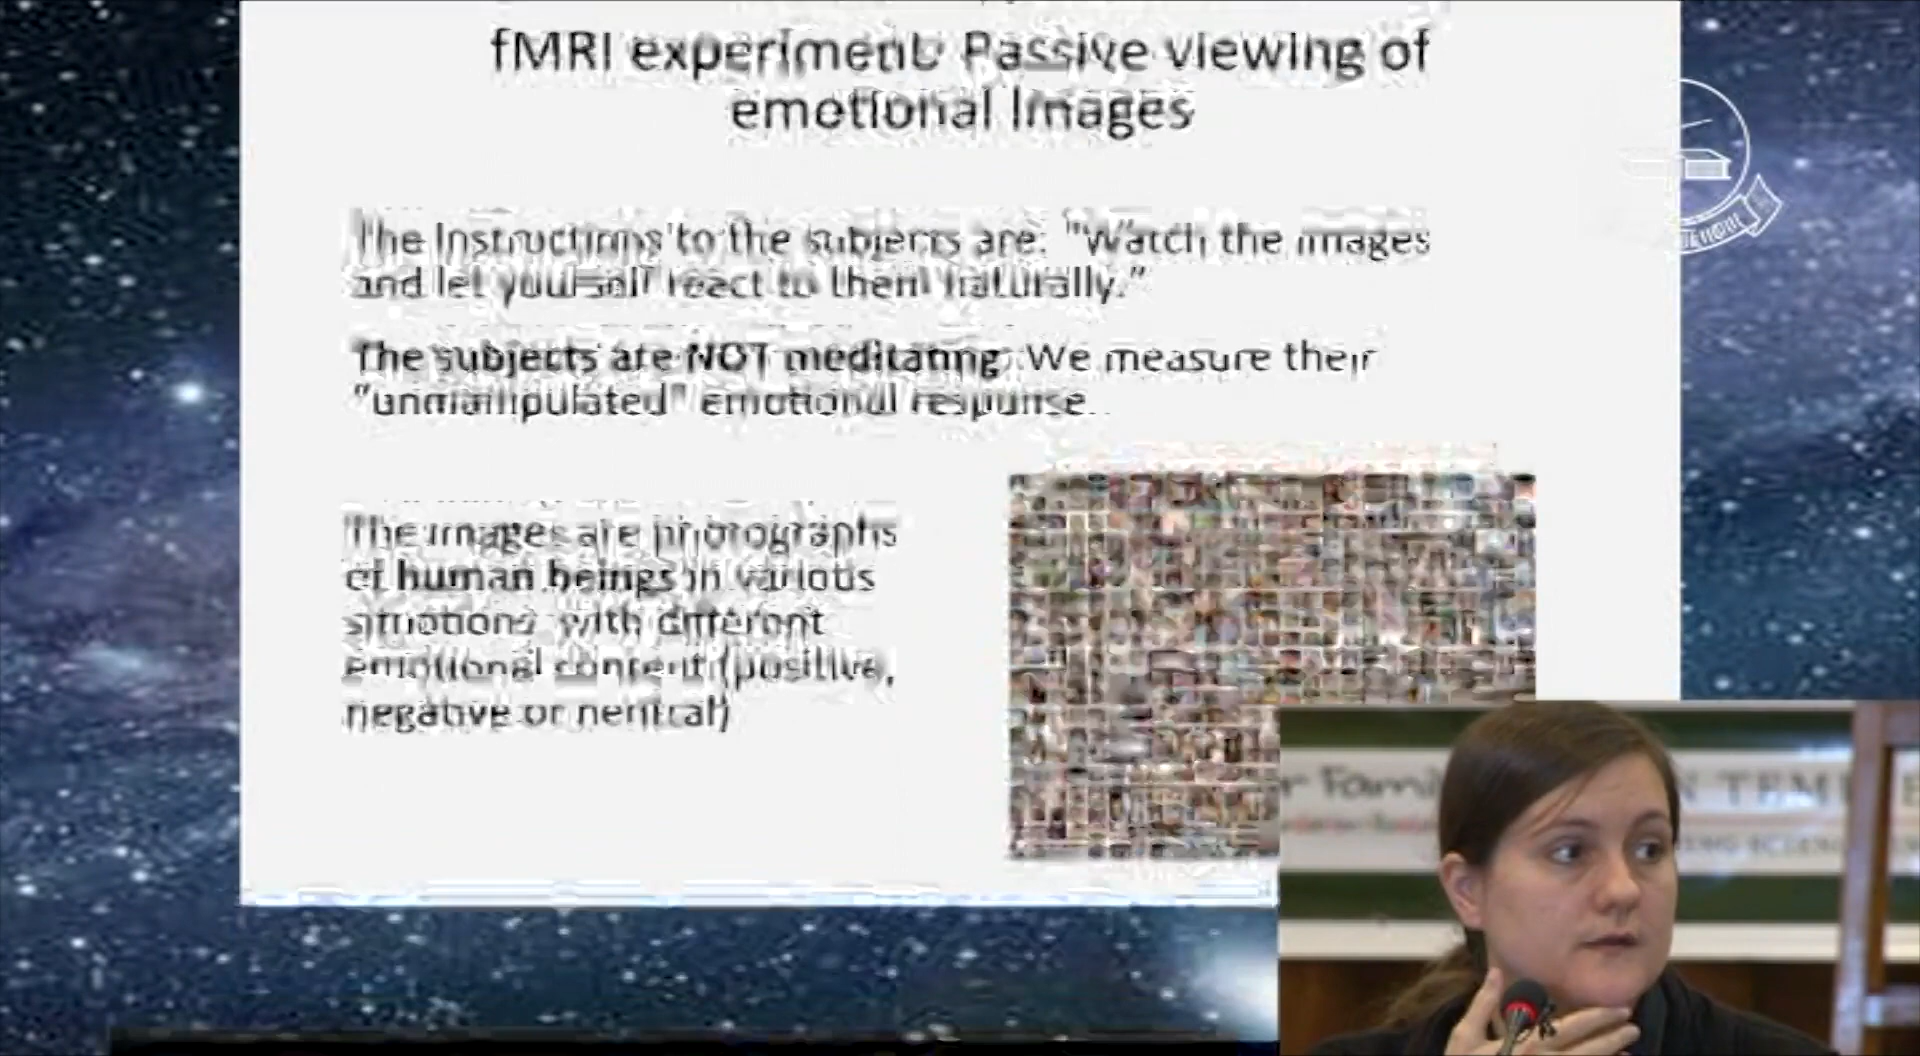 fMRI experiment: Passive viewing of
emotional images
The instructions to the subjects are: "Watch the images
and let yourself react to them naturally."
The subjects are NOT meditating. We measure their
"unmanipulated" emotional response.
The images are photographs
of human beings in various
situations with different
emotional content (positive,
negative or neutral)
r Fami
N TEM